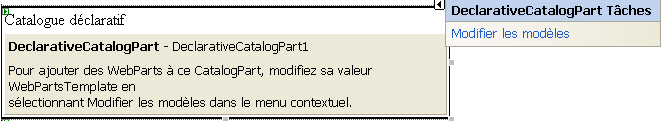 Catalogue déclaratif
DeclarativeCatalogPart - DeclarativeCatalogPart1
Pour ajouter des WebParts à ce CatalogPart, modifiez sa valeur
WebPartsTemplate en
sélectionnant Modifier les modèles dans le menu contextuel.
DeclarativeCatalogPart Tâches
Modifier les modèles